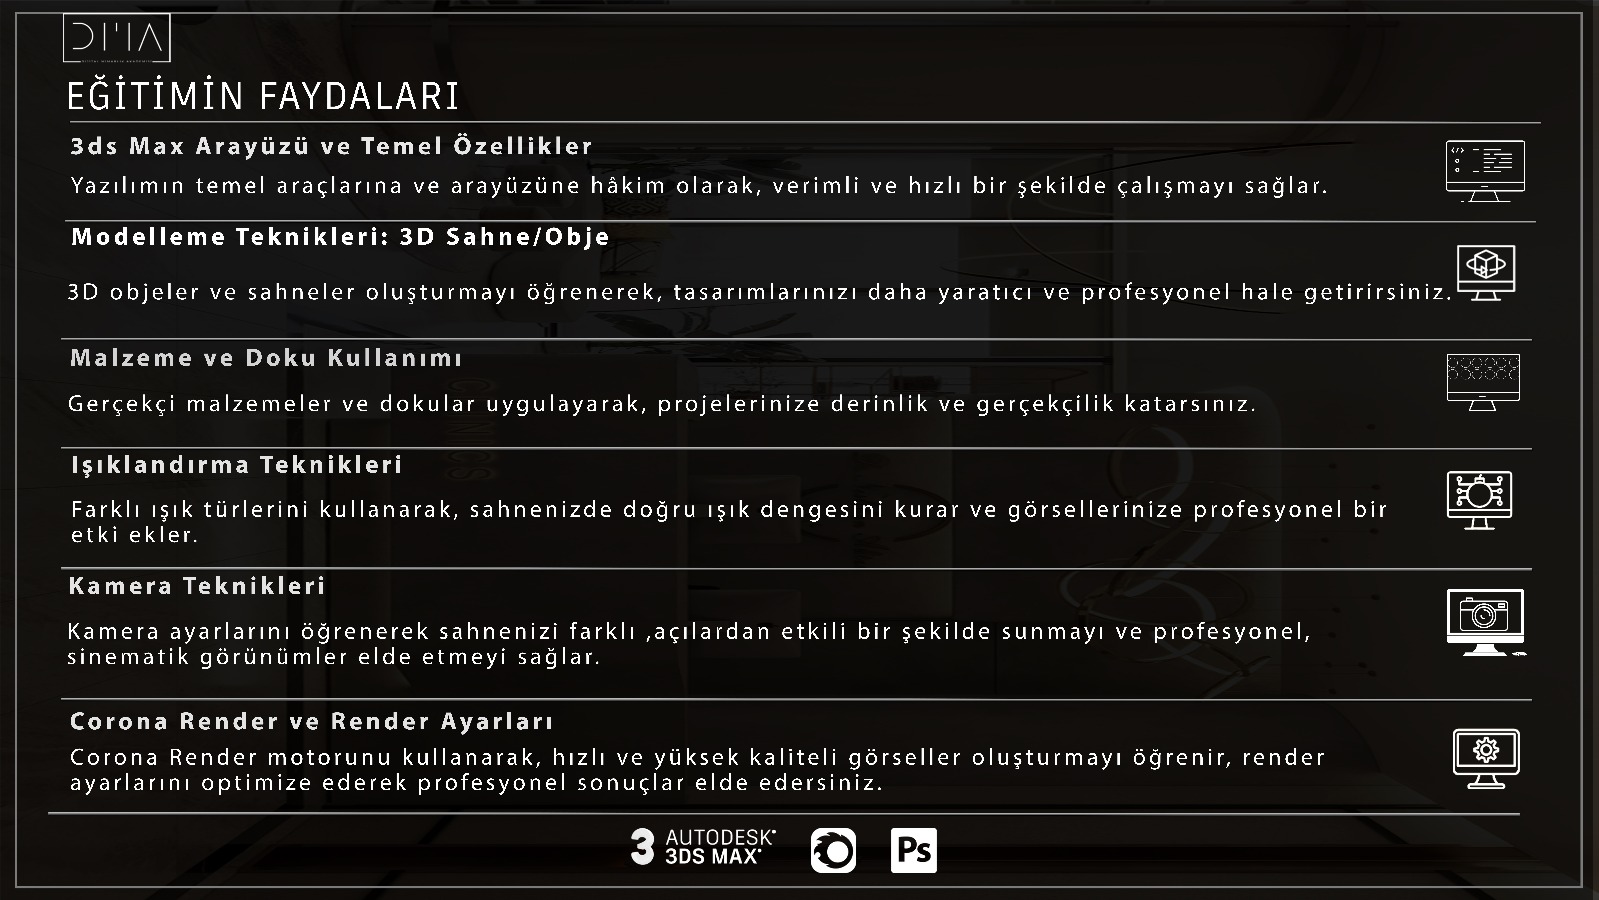 DMA
EĞİTİMİN FAYDALARI
3ds Max Arayüzü ve Temel Özellikler
Yazılımın temel araçlarına ve arayüzüne hâkim olarak, verimli ve hızlı bir şekilde çalışmayı sağlar.
Modelleme Teknikleri: 3D Sahne/Obje
3D objeler ve sahneler oluşturmayı öğrenerek, tasarımlarınızı daha yaratıcı ve profesyonel hale getirirsiniz.
Malzeme ve Doku Kullanımı
Gerçekçi malzemeler ve dokular uygulayarak, projelerinize derinlik ve gerçekçilik katarsınız.
Işıklandırma Teknikleri
Farklı ışık türlerini kullanarak, sahnenizde doğru ışık dengesini kurar ve görsellerinize profesyonel bir
etki ekler.
Kamera Teknikleri
Kamera ayarlarını öğrenerek sahnenizi farklı ,açılardan etkili bir şekilde sunmayı ve profesyonel,
sinematik görünümler elde etmeyi sağlar.
Corona Render ve Render Ayarları
Corona Render motorunu kullanarak, hızlı ve yüksek kaliteli görseller oluşturmayı öğrenir, render
ayarlarını optimize ederek profesyonel sonuçlar elde edersiniz.
3 AUTODESK
3DS MAX
Ps